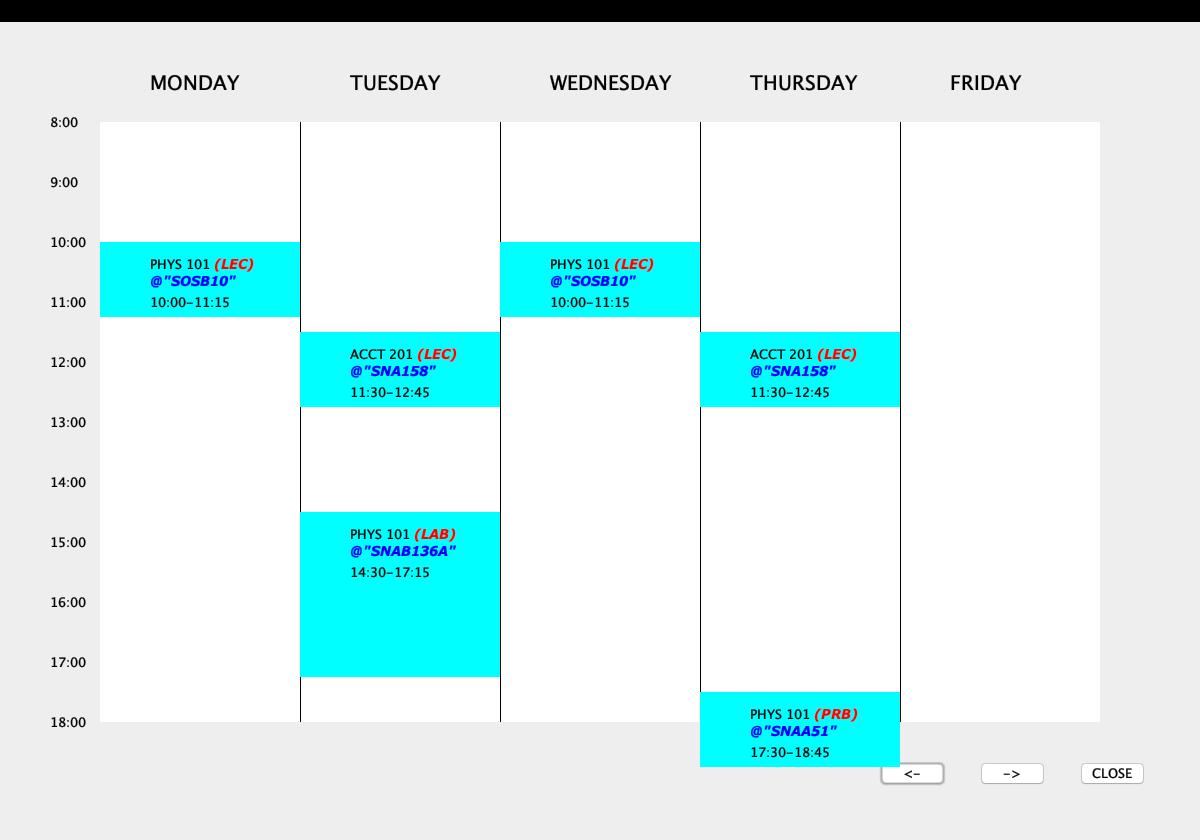 MONDAY TUESDAY WEDNESDAY THURSDAY FRIDAY
8:00
9:00
10:00
PHYS 101 (LEC)
@"SOSB10"
10:00-11:15
PHYS 101 (LEC)
@"SOSB10"
10:00-11:15
11:00
ACCT 201 (LEC)
@"SNA158"
11:30-12:45
ACCT 201 (LEC)
@"SNA158"
11:30-12:45
12:00
13:00
14:00
PHYS 101 (LAB)
@"SNAB136A"
14:30-17:15
15:00
16:00
17:00
PHYS 101 (PRB)
@"SNAA51"
17:30-18:45
18:00
<- -> CLOSE